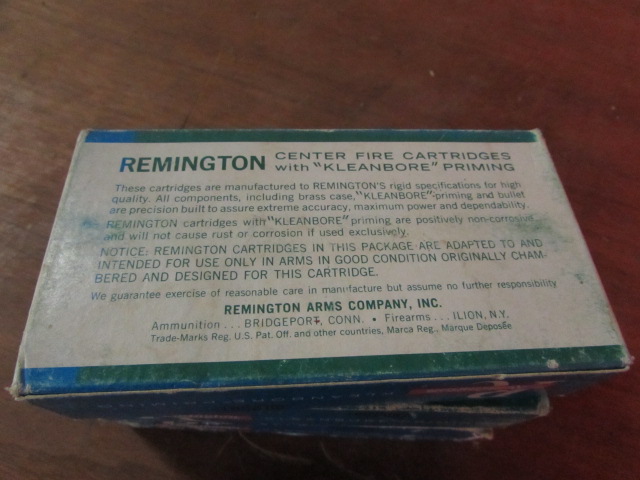 REMINGTON CENTER FIRE CARTRIDGES
with "KLEANBORE" PRIMING
These cartridges are manufactured to REMINGTON'S rigid specifications for high
quality. All components, including brass case, "KLEANBORE"-priming and bullet
are precision built to assure extreme accuracy, maximum power and dependability.
REMINGTON cartridges with "KLEANBORE" priming are positively non-corrosive
and will not cause rust or corrosion if used exclusively.
NOTICE: REMINGTON CARTRIDGES IN THIS PACKAGE ARE ADAPTED TO AND
INTENDED FOR USE ONLY IN ARMS IN GOOD CONDITION ORIGINALLY CHAM-
BERED AND DESIGNED FOR THIS CARTRIDGE.
We guarantee exercise of reasonable care in manufacture but assume no further responsibility
REMINGTON ARMS COMPANY, INC.
Ammunition . . . BRIDGEPORT, CONN. • Firearms . . . ILION, N.Y.
Trade-Marks Reg. U.S. Pat. Off. and other countries, Marca Reg., Marque Deposée